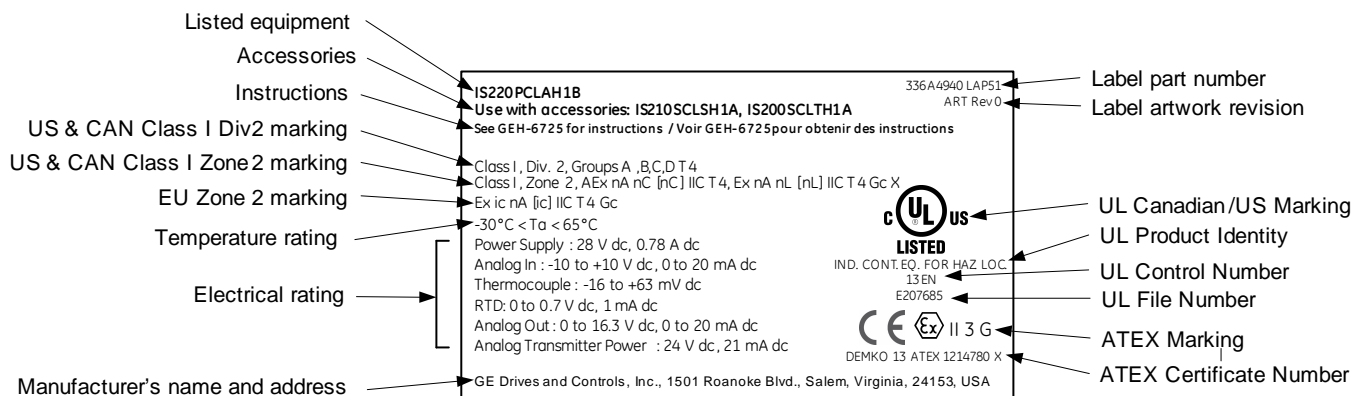 Listed equipment
Accessories
Instructions
US & CAN Class I Div2 marking
US & CAN Class I Zone 2 marking
EU Zone 2 marking
Temperature rating
Electrical rating
Manufacturer's name and address
IS220PCLAH1B
Use with accessories: IS210SCLSH1A, IS200SCLTH1A
See GEH-6725 for instructions / Voir GEH-6725pour obtenir des instructions
Class I, Div. 2, Groups A ,B,C,D T4
Class I, Zone 2, AEx nA nC [nC] IIC T4, Ex nA nL [nL] IIC T4 Gc X
Ex ic nA [ic] IIC T4 Gc
-30°C < Ta < 65°C
Power Supply : 28 V dc, 0.78 A dc
Analog In : -10 to +10 V dc, 0 to 20 mA dc
Thermocouple : -16 to +63 mV dc
RTD: 0 to 0.7 V dc, 1 mA dc
Analog Out : 0 to 16.3 V dc, 0 to 20 mA dc
Analog Transmitter Power : 24 V dc, 21 mA dc
GE Drives and Controls, Inc., 1501 Roanoke Blvd., Salem, Virginia, 24153, USA
336A4940 LAP51
ART Rev 0
C UL US
LISTED
IND. CONT. EQ. FOR HAZ LOC.
13EN
E207685
CE Ex II 3 G
DEMKO 13 ATEX 1214780 X
Label part number
Label artwork revision
UL Canadian/US Marking
UL Product Identity
UL Control Number
UL File Number
ATEX Marking
ATEX Certificate Number